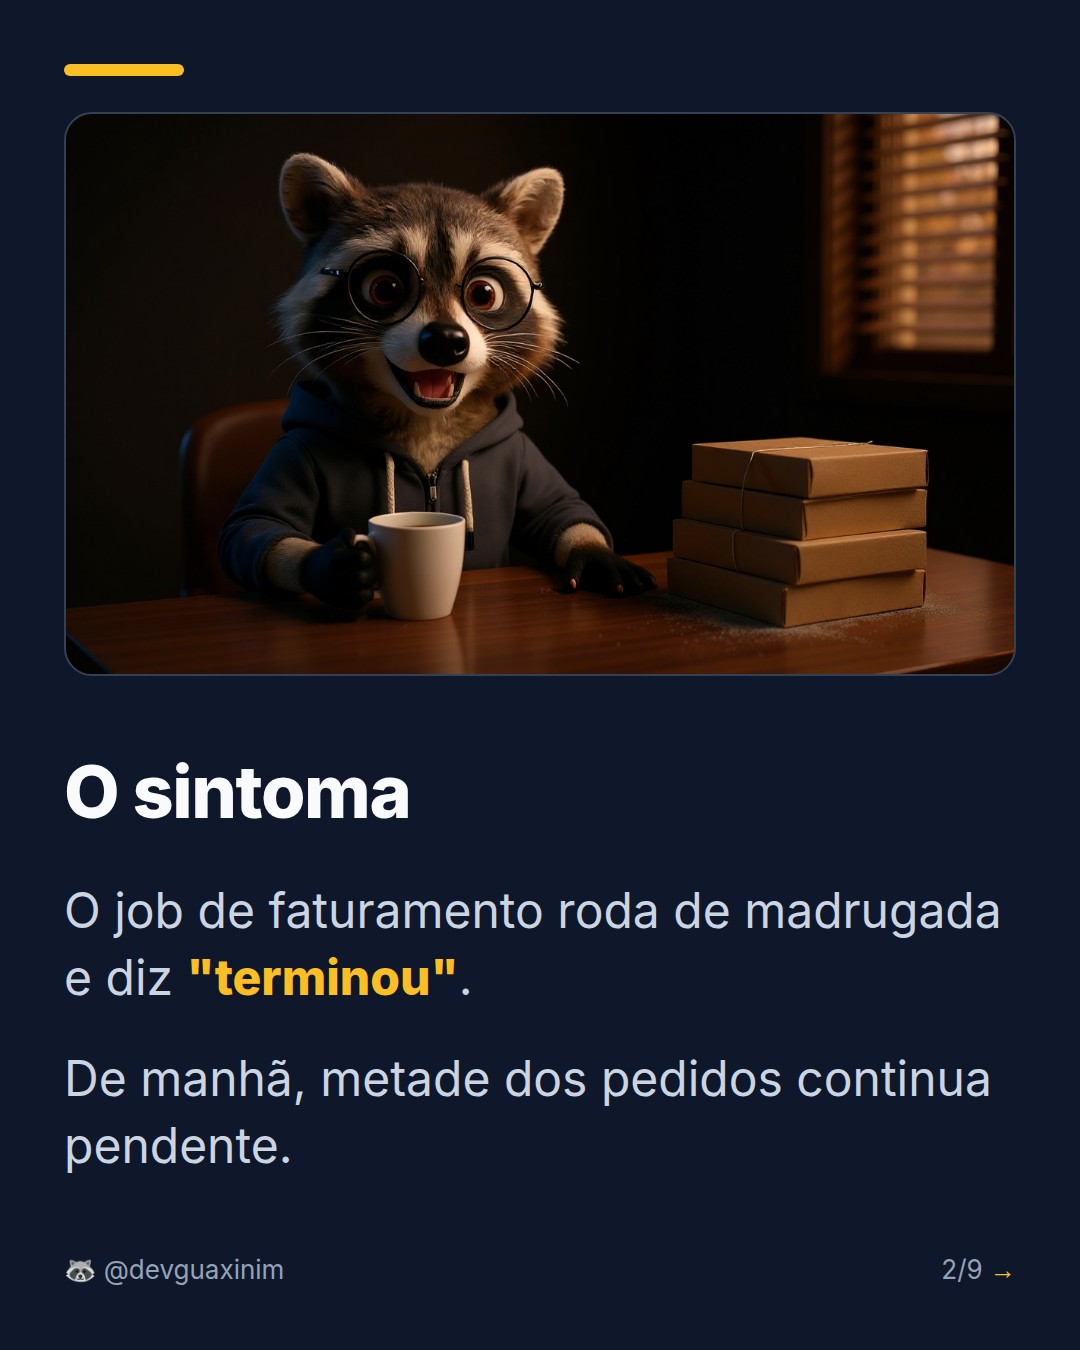 O sintoma
O job de faturamento roda de madrugada
e diz "terminou".
De manhã, metade dos pedidos continua
pendente.
🦝 @devguaxinim
2/9 →